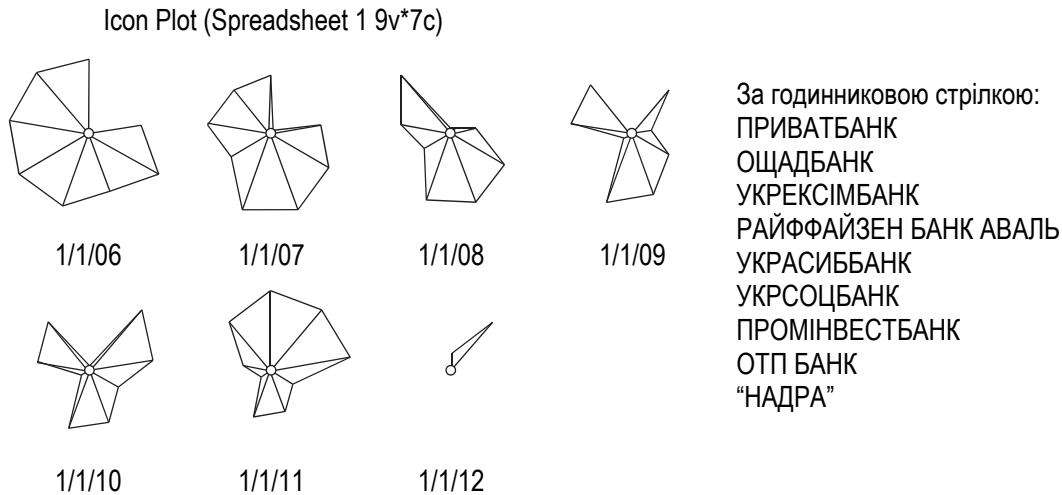 Icon Plot (Spreadsheet 1 9v*7c)
1/1/06
1/1/07
1/1/08
1/1/09
1/1/10
1/1/11
1/1/12
За годинниковою стрілкою:
ПРИВАТБАНК
ОЩАДБАНК
УКРЕКСІМБАНК
РАЙФФАЙЗЕН БАНК АВАЛЬ
УКРАСИББАНК
УКРСОЦБАНК
ПРОМІНВЕСТБАНК
ОТП БАНК
“НАДРА”